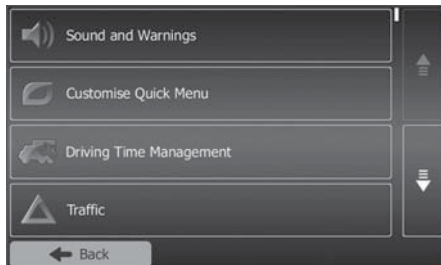 Sound and Warnings
Customise Quick Menu
Driving Time Management
Traffic
Back